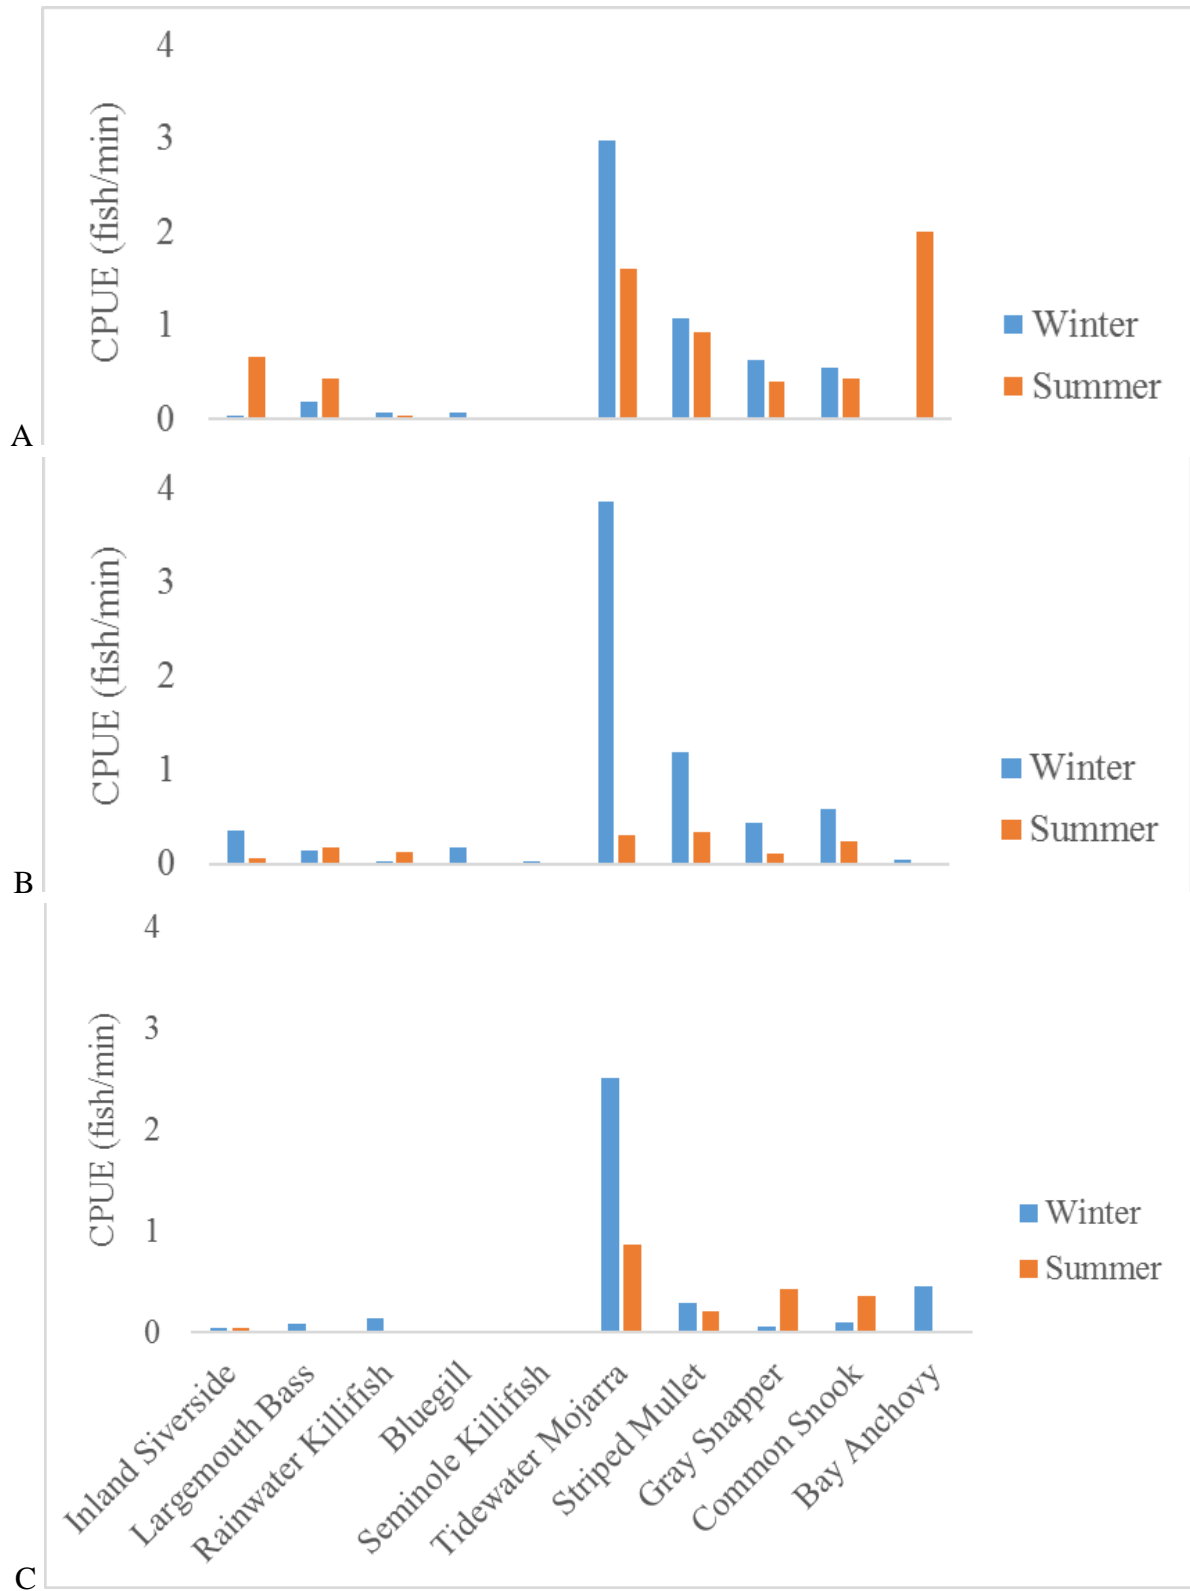 4
3
2
1
0
CPUE (fish/min)
Winter
Summer
A
4
3
2
1
0
CPUE (fish/min)
Winter
Summer
B
4
3
2
1
0
CPUE (fish/min)
Winter
Summer
Inland Siverside
Largemouth Bass
Rainwater Killifish
Bluegill
Seminole Killifish
Tidewater Mojarra
Striped Mullet
Gray Snapper
Common Snook
Bay Anchovy
C